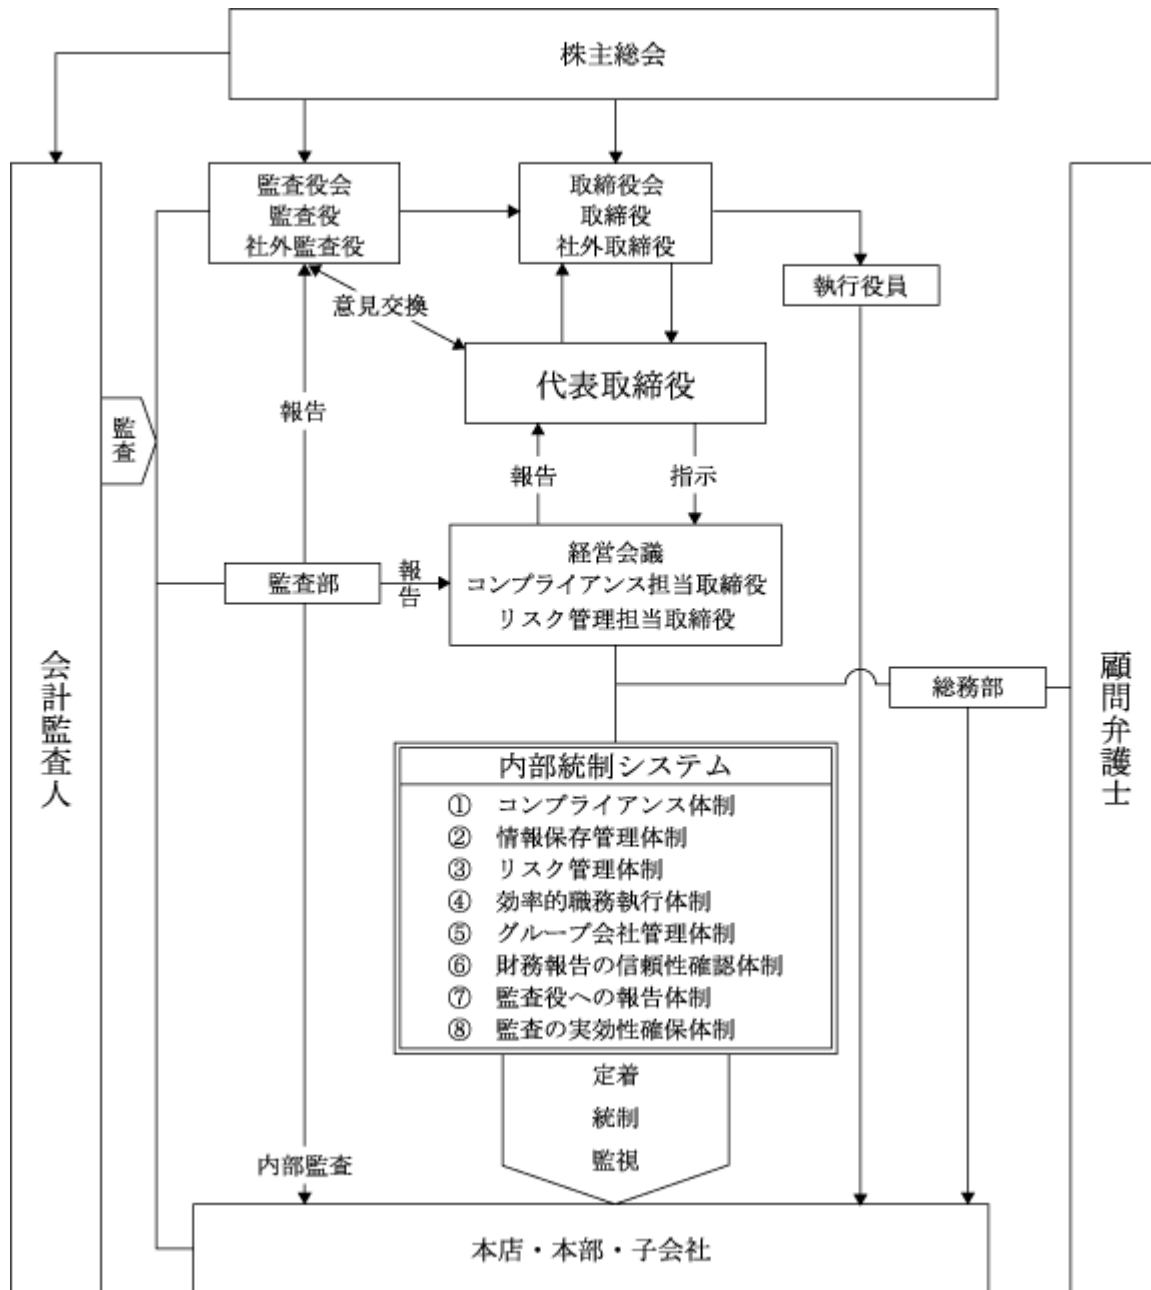 株主総会
監査役会
監査役
社外監査役
取締役会
取締役
社外取締役
執行役員
意見交換
代表取締役
監査
報告
報告
指示
経営会議
コンプライアンス担当取締役
リスク管理担当取締役
監査部
報告
会計監査人
総務部
顧問弁護士
内部統制システム
① コンプライアンス体制
② 情報保存管理体制
③ リスク管理体制
④ 効率的職務執行体制
⑤ グループ会社管理体制
⑥ 財務報告の信頼性確認体制
⑦ 監査役への報告体制
⑧ 監査の実効性確保体制
定着
統制
監視
内部監査
本店・本部・子会社